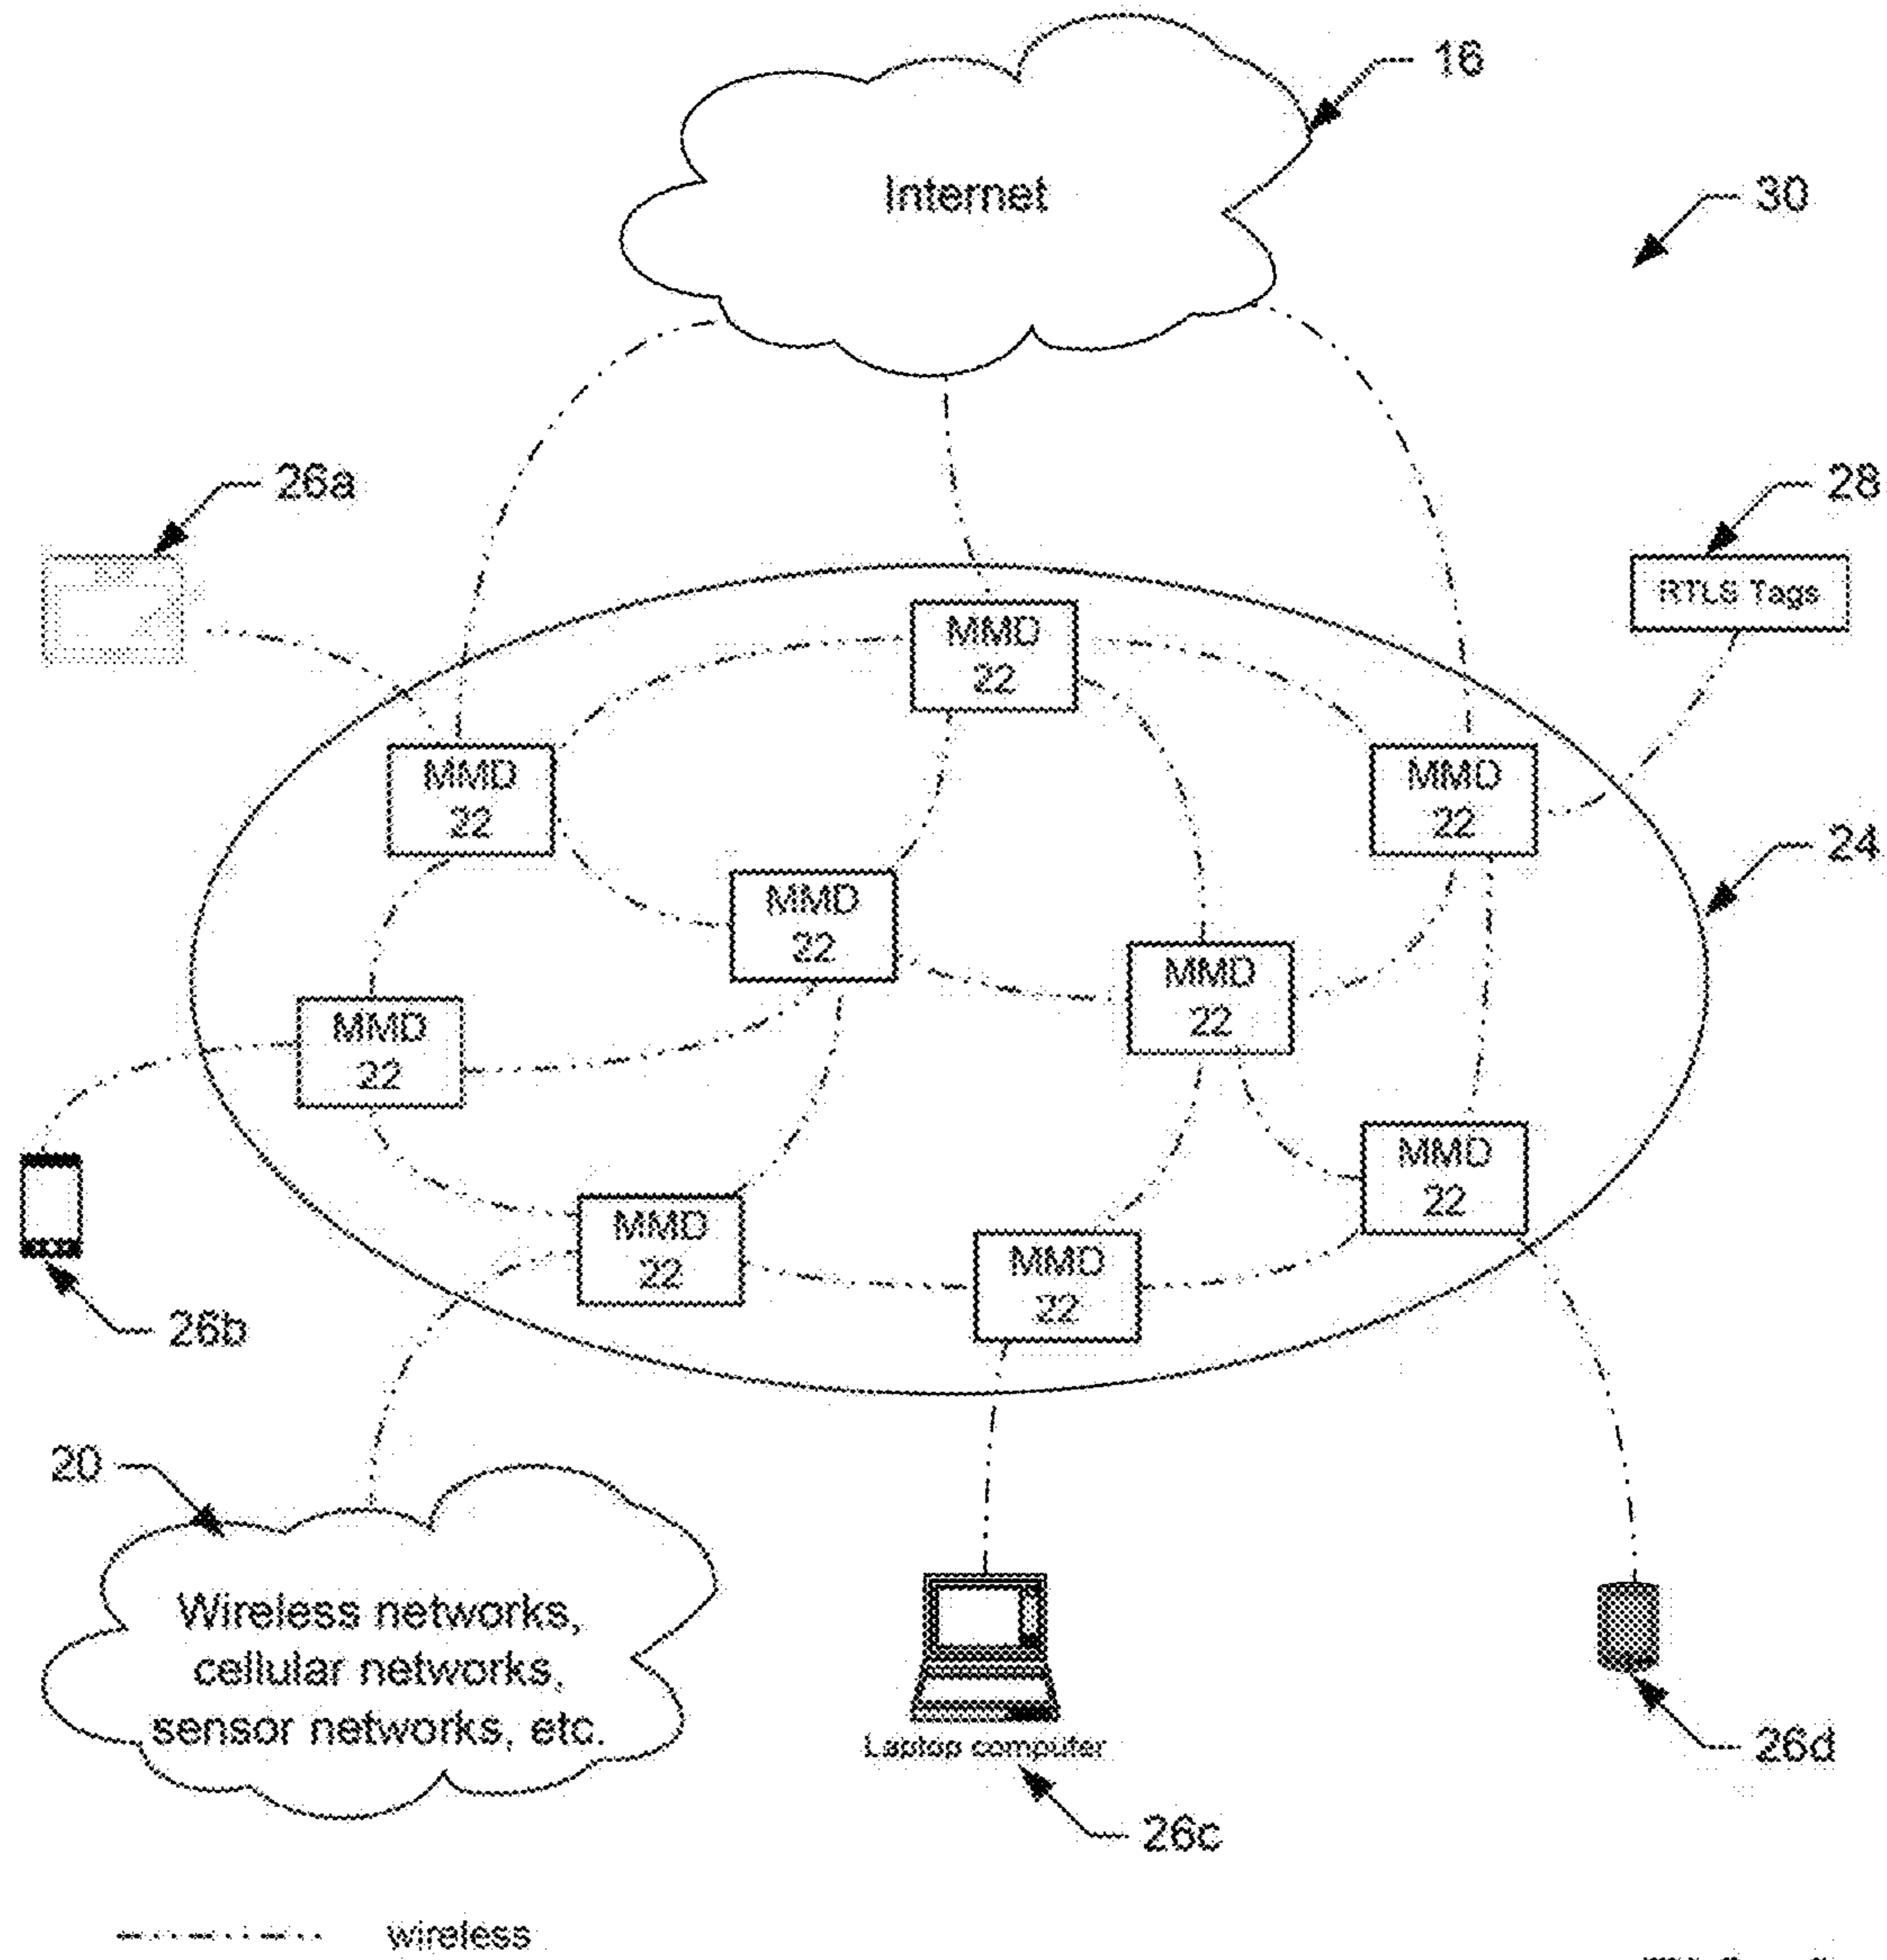 16
Internet
30
26a
28
RTLS Tags
MMD
22
MMD
22
MMD
22
24
MMD
22
MMD
22
MMD
22
MMD
22
MMD
22
MMD
22
26b
20
Wireless networks,
cellular networks,
sensor networks, etc.
Laptop computer
26d
26c
wireless